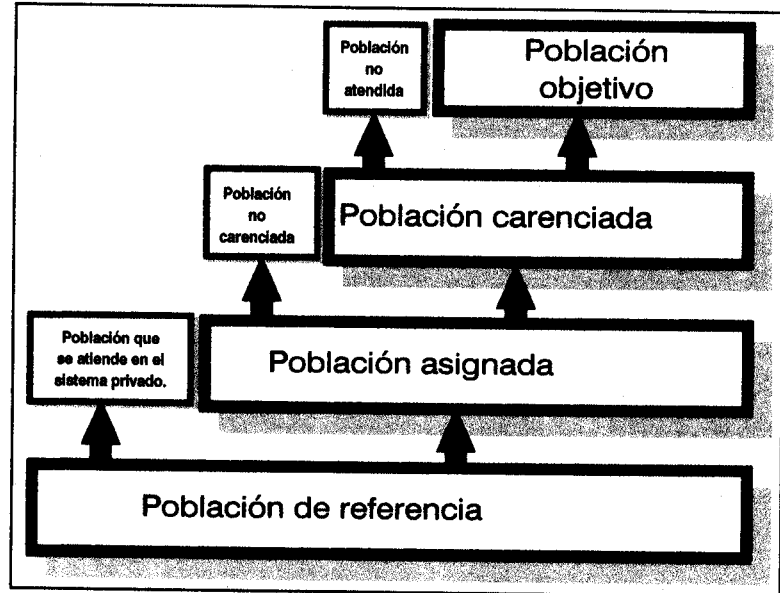 Población
no
atendida
Población
objetivo
Población
no
carenciada
Población carenciada
Población que
se atiende en el
sistema privado.
Población asignada
Población de referencia